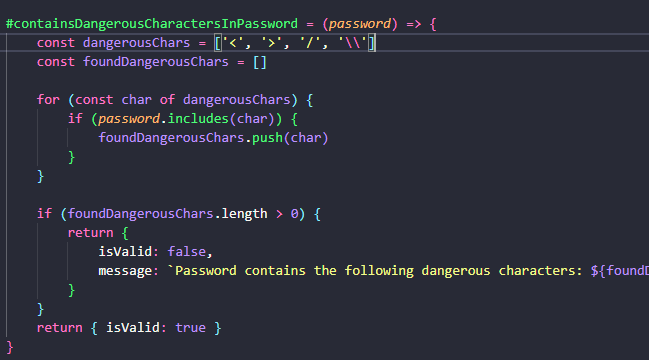 #containsDangerousCharactersInPassword = (password) => {
    const dangerousChars = ['<', '>', '/', '\\']
    const foundDangerousChars = []

    for (const char of dangerousChars) {
        if (password.includes(char)) {
            foundDangerousChars.push(char)
        }
    }

    if (foundDangerousChars.length > 0) {
        return {
            isValid: false,
            message: `Password contains the following dangerous characters: ${foundD
        }
    }
    return { isValid: true }
}